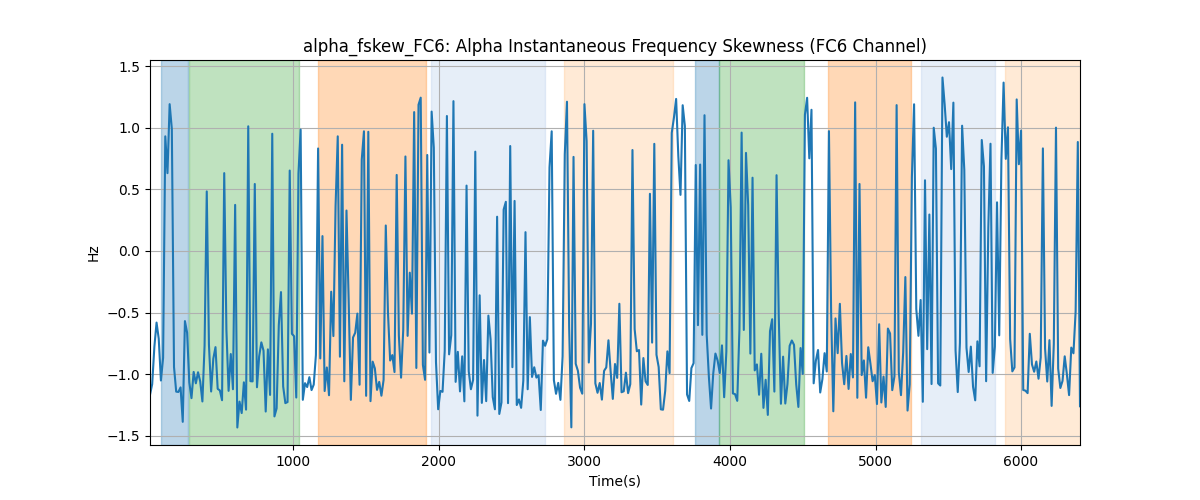 alpha_fskew_FC6: Alpha Instantaneous Frequency Skewness (FC6 Channel)
1.5
1.0
0.5
0.0
−0.5
−1.0
−1.5
Hz
1000 2000 3000 4000 5000 6000
Time(s)